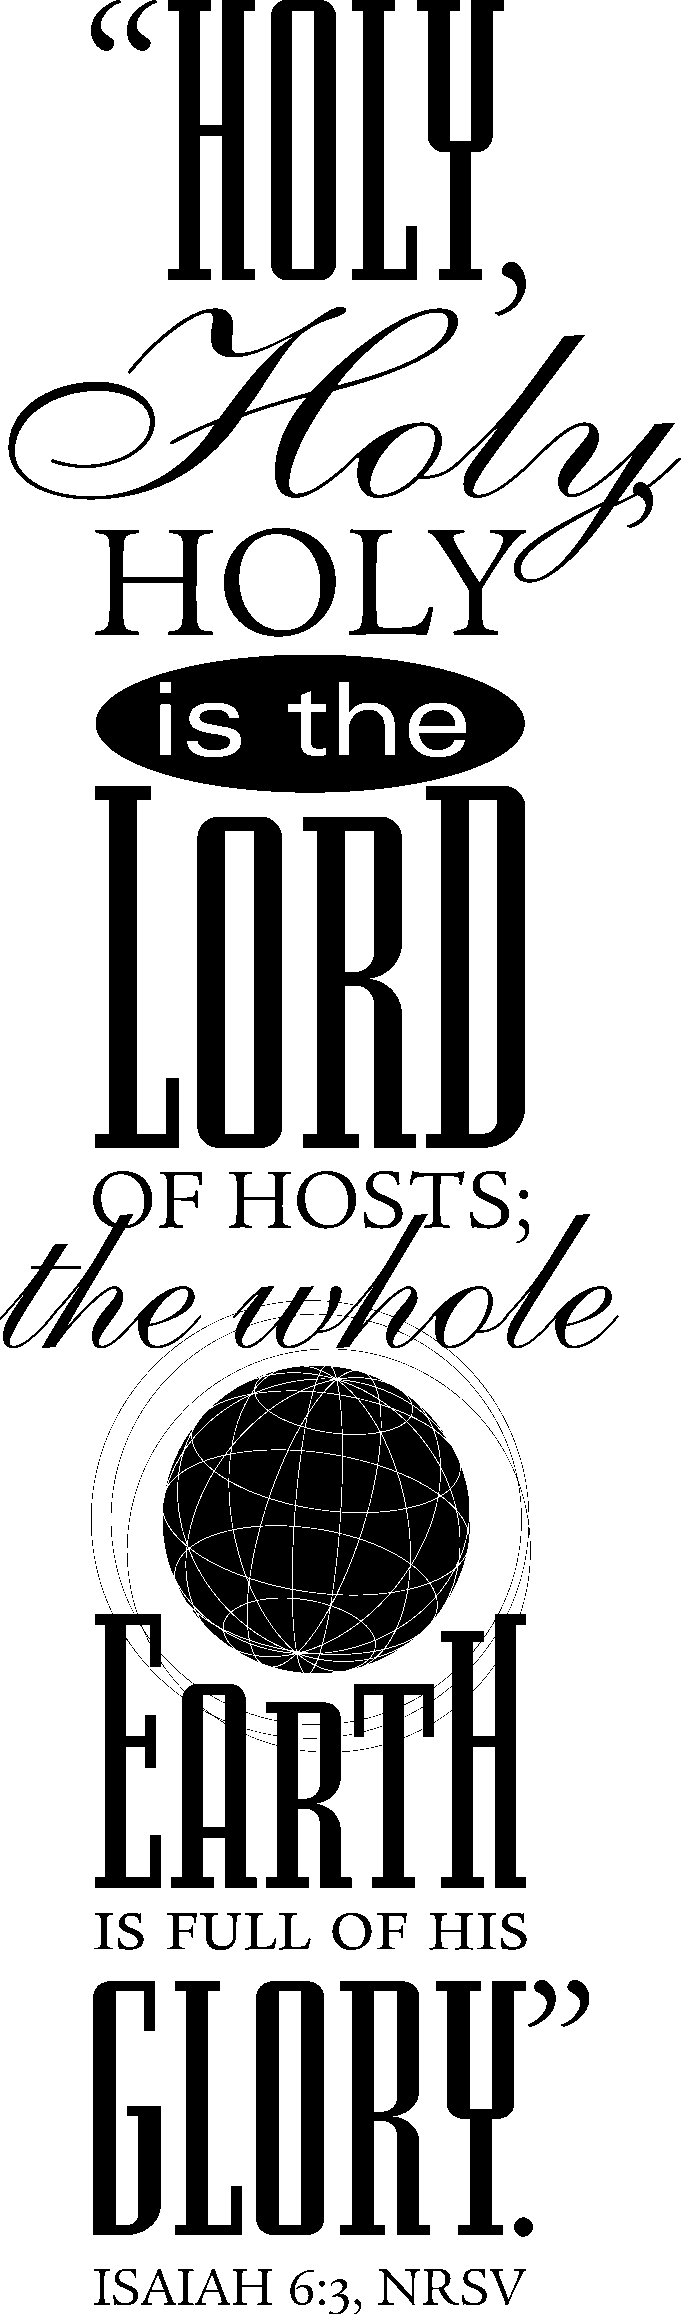 “HOLY,
Holy,
HOLY
is the
LORD
OF HOSTS;
the whole
EARTH
IS FULL OF HIS
GLORY.”
ISAIAH 6:3, NRSV